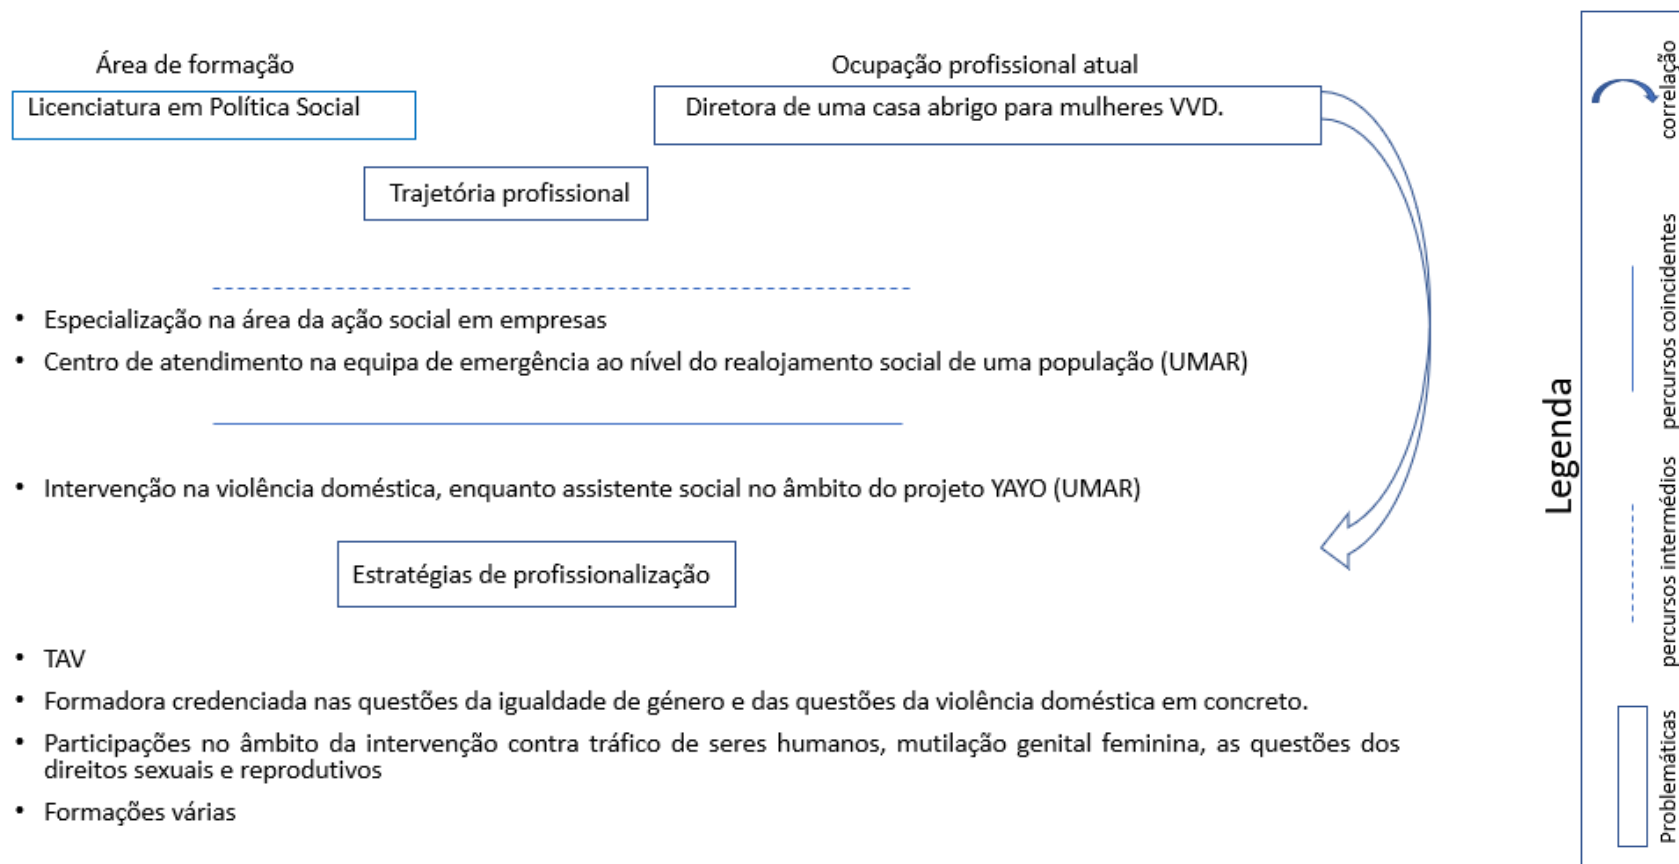 Área de formação
Ocupação profissional atual
Licenciatura em Política Social
Diretora de uma casa abrigo para mulheres VVD.
Trajetória profissional
• Especialização na área da ação social em empresas
• Centro de atendimento na equipa de emergência ao nível do realojamento social de uma população (UMAR)
• Intervenção na violência doméstica, enquanto assistente social no âmbito do projeto YAYO (UMAR)
Estratégias de profissionalização
• TAV
• Formadora credenciada nas questões da igualdade de género e das questões da violência doméstica em concreto.
• Participações no âmbito da intervenção contra tráfico de seres humanos, mutilação genital feminina, as questões dos
direitos sexuais e reprodutivos
• Formações várias
Legenda
correlação
percursos coincidentes
percursos intermédios
Problemáticas